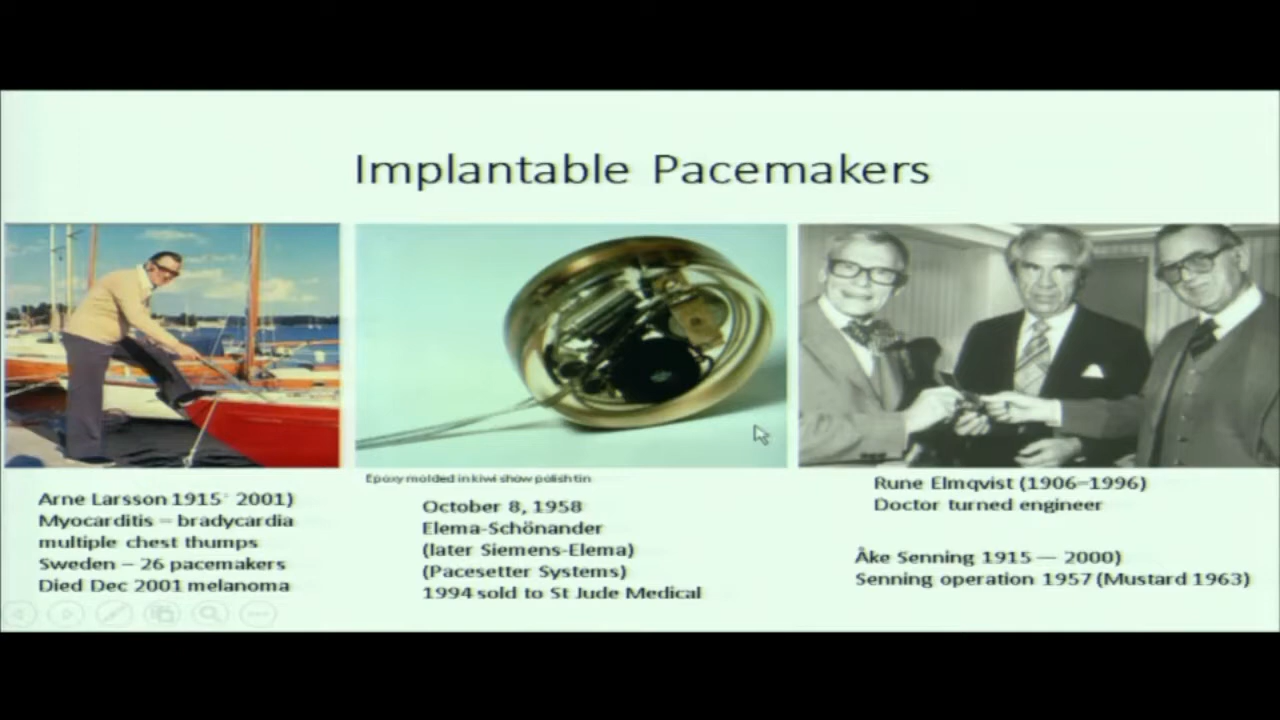 Implantable Pacemakers
Epoxy molded in kiwi show polish tin
Arne Larsson 1915- 2001)
Myocarditis – bradycardia
multiple chest thumps
Sweden – 26 pacemakers
Died Dec 2001 melanoma
October 8, 1958
Elema-Schönander
(later Siemens-Elema)
(Pacesetter Systems)
1994 sold to St Jude Medical
Rune Elmqvist (1906–1996)
Doctor turned engineer
Åke Senning 1915 — 2000)
Senning operation 1957 (Mustard 1963)